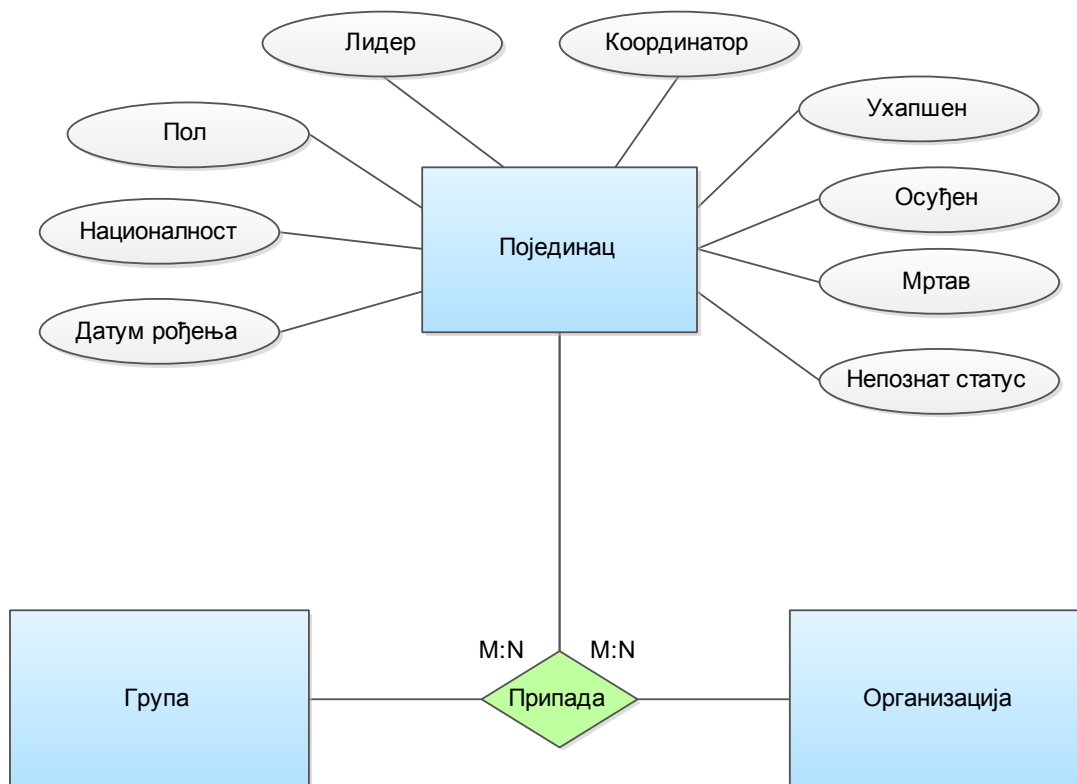 Лидер
Координатор
Ухапшен
Пол
Осуђен
Националност
Појединац
Мртав
Датум рођења
Непознат статус
M:N
M:N
Група
Припада
Организација